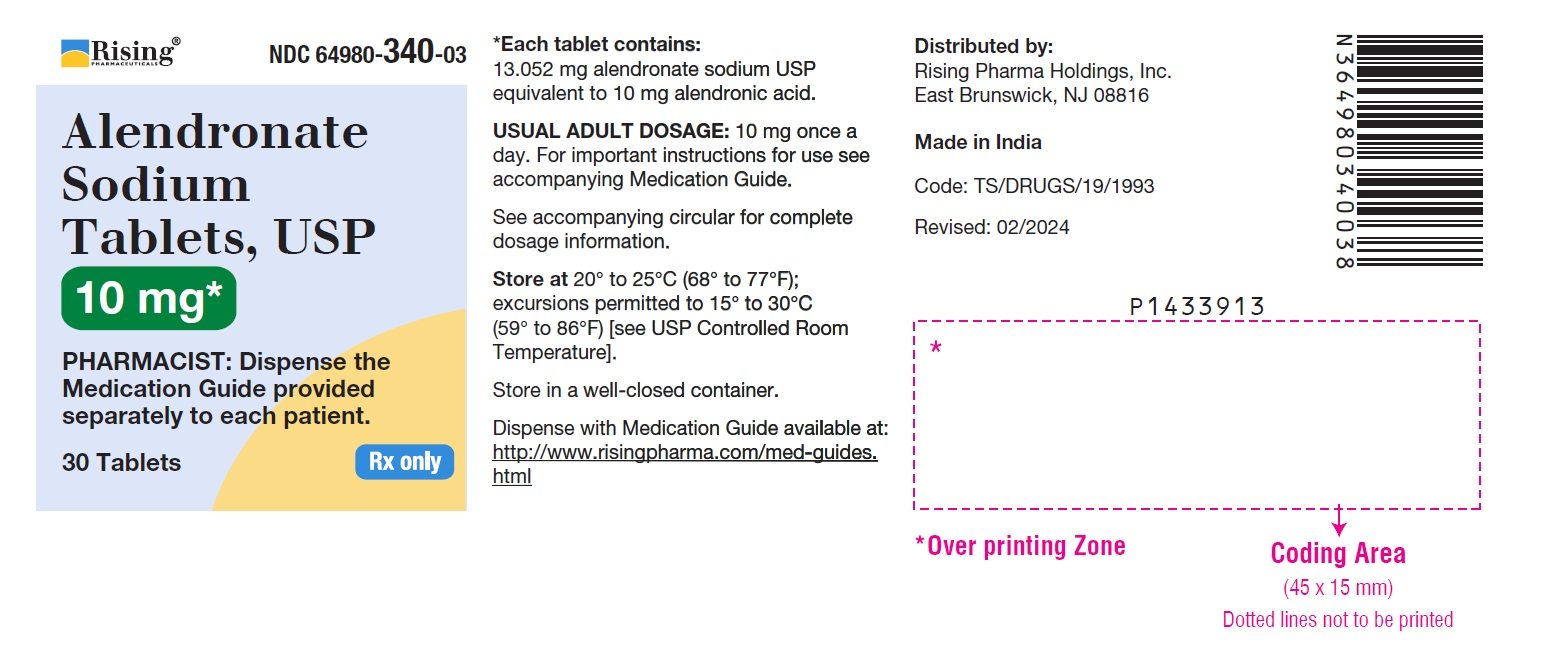 Rising®
PHARMACEUTICALS
NDC 64980-340-03
Alendronate
Sodium
Tablets, USP
10 mg*
PHARMACIST: Dispense the
Medication Guide provided
separately to each patient.
30 Tablets
Rx only
*Each tablet contains:
13.052 mg alendronate sodium USP
equivalent to 10 mg alendronic acid.
USUAL ADULT DOSAGE: 10 mg once a
day. For important instructions for use see
accompanying Medication Guide.
See accompanying circular for complete
dosage information.
Store at 20° to 25°C (68° to 77°F);
excursions permitted to 15° to 30°C
(59° to 86°F) [see USP Controlled Room
Temperature].
Store in a well-closed container.
Dispense with Medication Guide available at:
http://www.risingpharma.com/med-guides.
html
Distributed by:
Rising Pharma Holdings, Inc.
East Brunswick, NJ 08816
Made in India
Code: TS/DRUGS/19/1993
Revised: 02/2024
N364980340038
P1433913
*
*Over printing Zone
Coding Area
(45 x 15 mm)
Dotted lines not to be printed